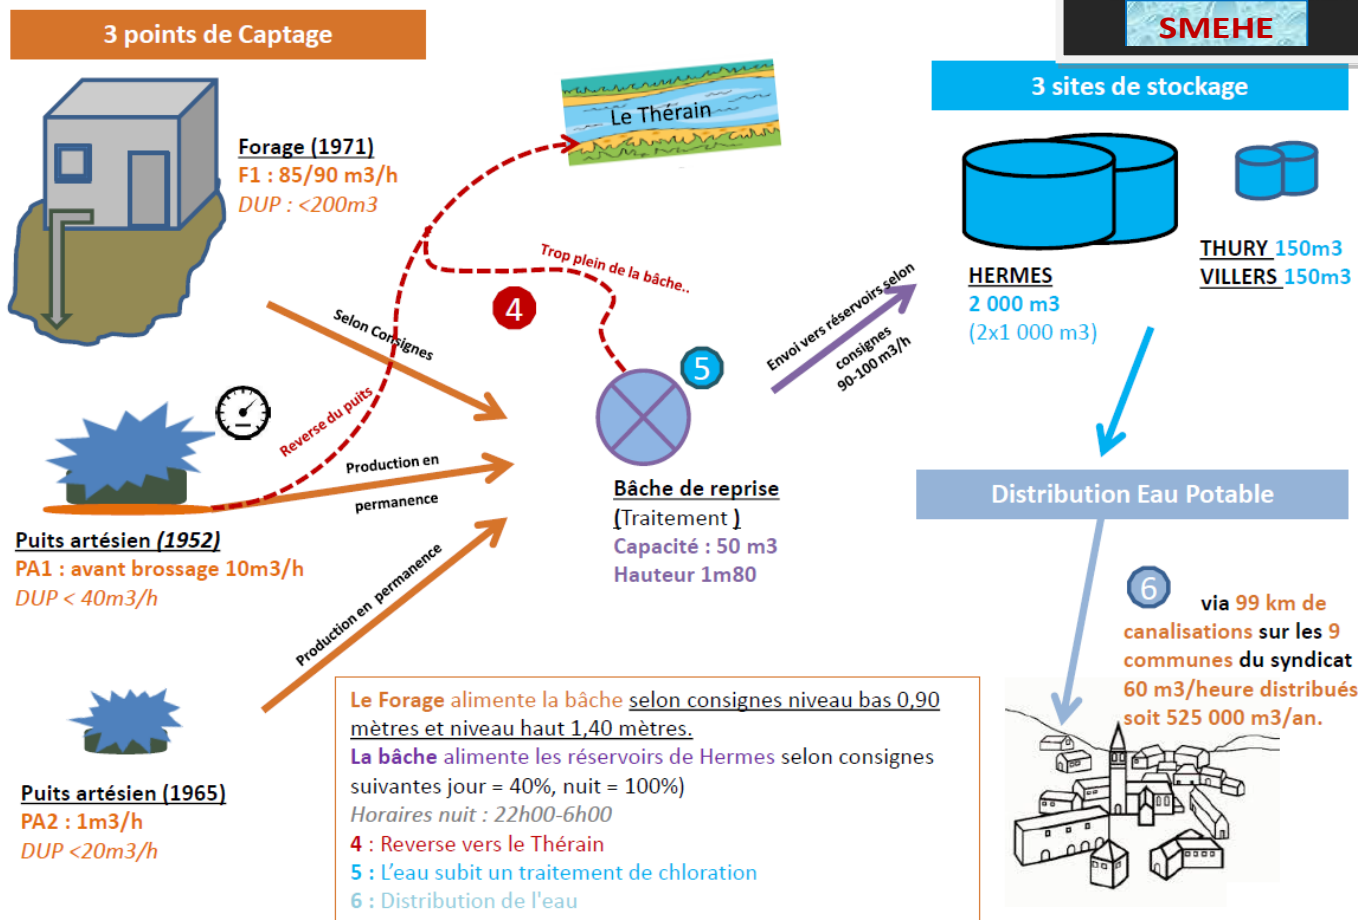 3 points de Captage
SMEHE
3 sites de stockage
Le Thérain
Forage (1971)
F1 : 85/90 m3/h
DUP : <200m3
Trop plein de la bâche..
4
Selon Consignes
Envoi vers réservoirs selon
consignes
90-100 m3/h
HERMES
2 000 m3
(2x1 000 m3)
THURY 150m3
VILLERS 150m3
5
Reverse du puits
Production en
permanence
Puits artésien (1952)
PA1 : avant brossage 10m3/h
DUP < 40m3/h
Bâche de reprise
(Traitement )
Capacité : 50 m3
Hauteur 1m80
Distribution Eau Potable
Production en permanence
6
via 99 km de
canalisations sur les 9
communes du syndicat
60 m3/heure distribués
soit 525 000 m3/an.
Puits artésien (1965)
PA2 : 1m3/h
DUP <20m3/h
Le Forage alimente la bâche selon consignes niveau bas 0,90
mètres et niveau haut 1,40 mètres.
La bâche alimente les réservoirs de Hermes selon consignes
suivantes jour = 40%, nuit = 100%)
Horaires nuit : 22h00-6h00
4 : Reverse vers le Thérain
5 : L'eau subit un traitement de chloration
6 : Distribution de l'eau